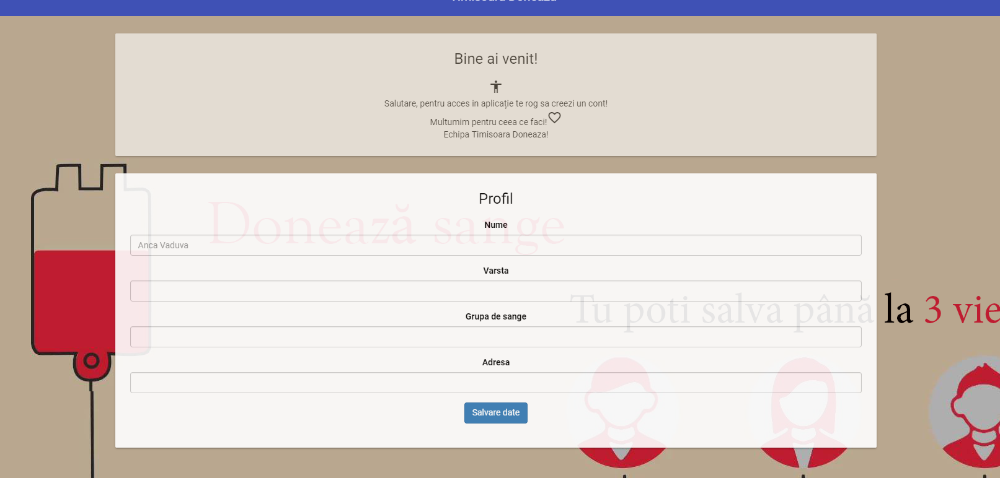 Timisoara Doneaza
Bine ai venit!
Salutare, pentru acces in aplicație te rog sa creezi un cont!
Multumim pentru ceea ce faci!
Echipa Timisoara Doneaza!
Profil
Donează sange
Nume
Anca Vaduva
Varsta
Tu poti salva până la 3 vie
Grupa de sange
Adresa
Salvare date